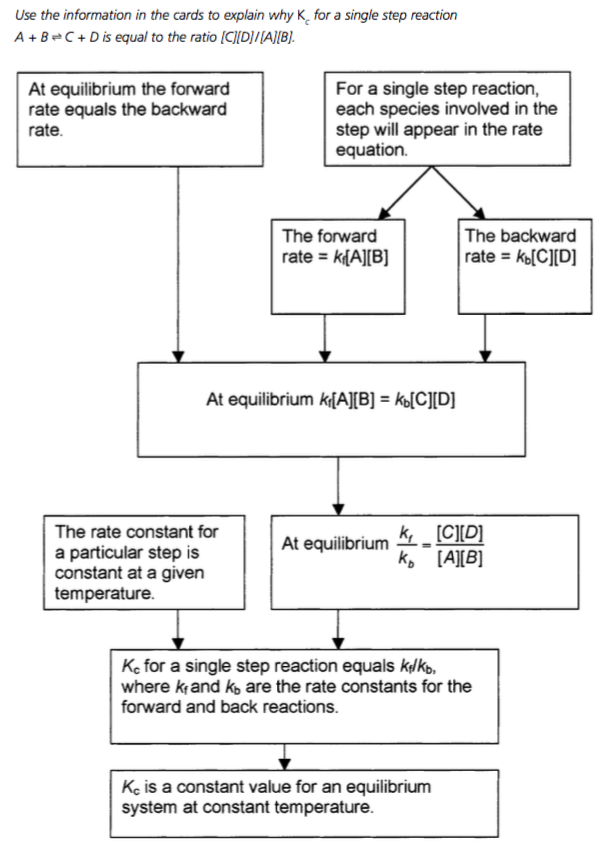 Use the information in the cards to explain why K_c for a single step reaction
A + B ⇌ C + D is equal to the ratio [C][D]/[A][B].
At equilibrium the forward
rate equals the backward
rate.
For a single step reaction,
each species involved in the
step will appear in the rate
equation.
The forward
rate = k_f[A][B]
The backward
rate = k_b[C][D]
At equilibrium k_f[A][B] = k_b[C][D]
The rate constant for
a particular step is
constant at a given
temperature.
At equilibrium k_f/k_b = [C][D]/[A][B]
K_c for a single step reaction equals k_f/k_b,
where k_f and k_b are the rate constants for the
forward and back reactions.
K_c is a constant value for an equilibrium
system at constant temperature.